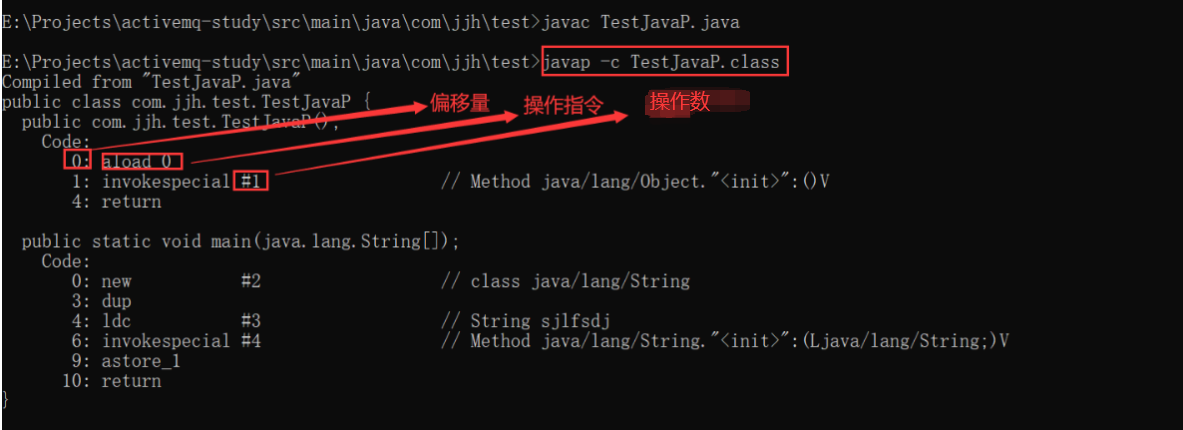 E:\Projects\activemq-study\src\main\java\com\jjh\test>javac TestJavaP.java
E:\Projects\activemq-study\src\main\java\com\jjh\test>javap -c TestJavaP.class
Compiled from "TestJavaP.java"
public class com.jjh.test.TestJavaP {
偏移量 操作指令 操作数
public com.jjh.test.TestJavaP();
Code:
0: aload_0
1: invokespecial #1 // Method java/lang/Object."<init>":()V
4: return
public static void main(java.lang.String[]);
Code:
0: new #2 // class java/lang/String
3: dup
4: ldc #3 // String sjlfsdj
6: invokespecial #4 // Method java/lang/String."<init>":(Ljava/lang/String;)V
9: astore_1
10: return
}